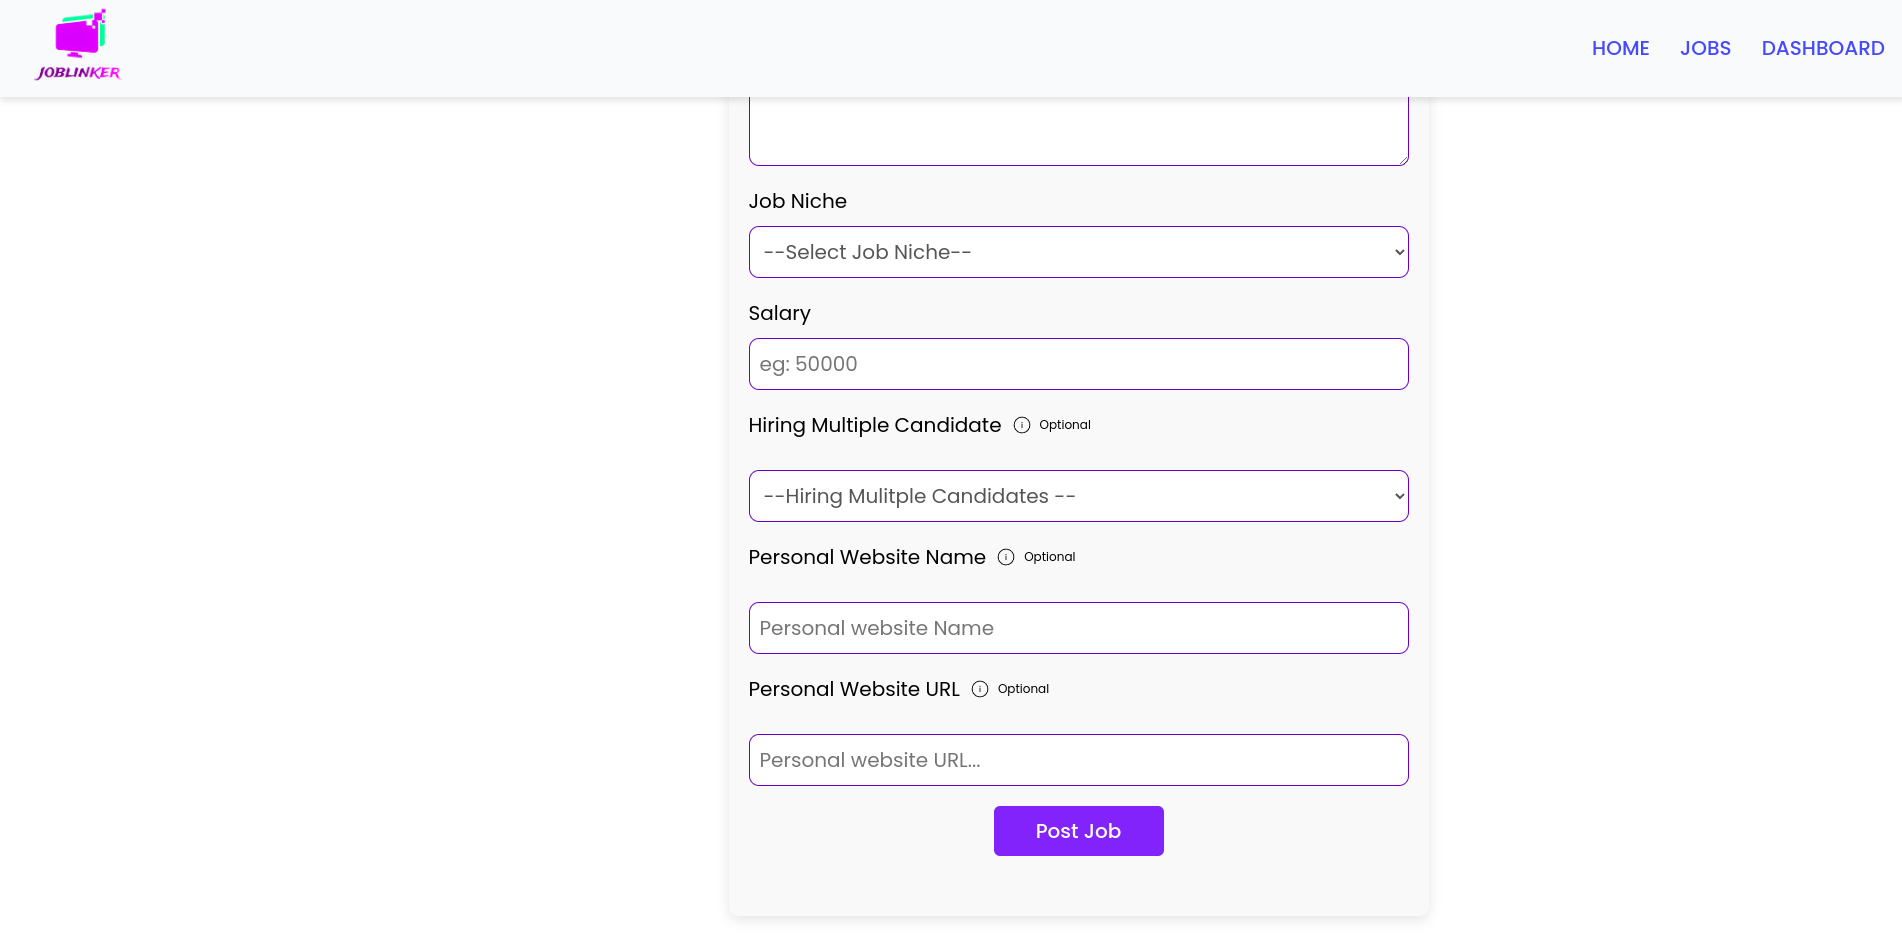 JOBLINKER
HOME JOBS DASHBOARD
Job Niche
--Select Job Niche--
Salary
eg: 50000
Hiring Multiple Candidate Optional
--Hiring Mulitple Candidates --
Personal Website Name Optional
Personal website Name
Personal Website URL Optional
Personal website URL...
Post Job